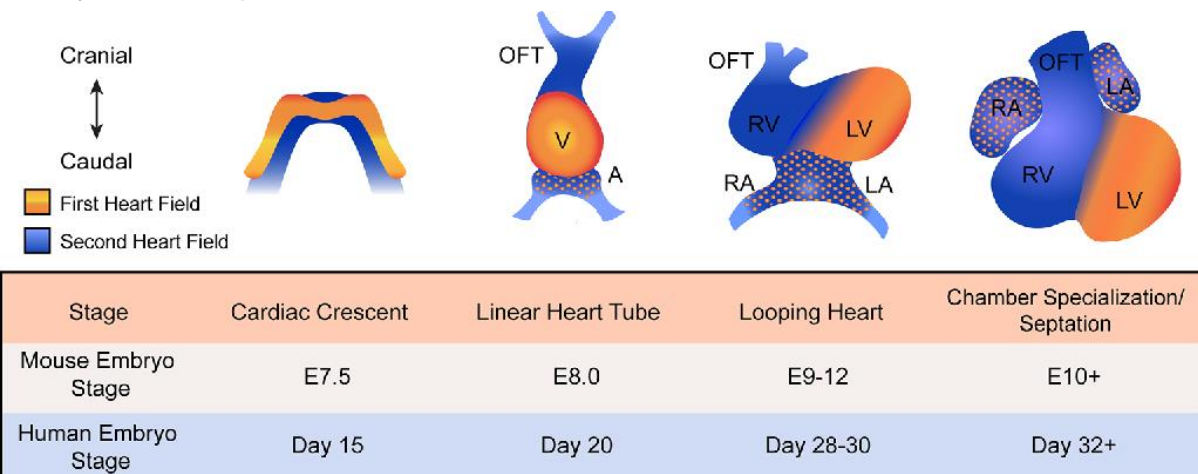 Cranial
Caudal
First Heart Field
Second Heart Field
OFT
V
A
OFT
RV
LV
RA
LA
OFT
LA
RA
RV
LV
Stage
Cardiac Crescent
Linear Heart Tube
Looping Heart
Chamber Specialization/
Septation
Mouse Embryo
Stage
E7.5
E8.0
E9-12
E10+
Human Embryo
Stage
Day 15
Day 20
Day 28-30
Day 32+